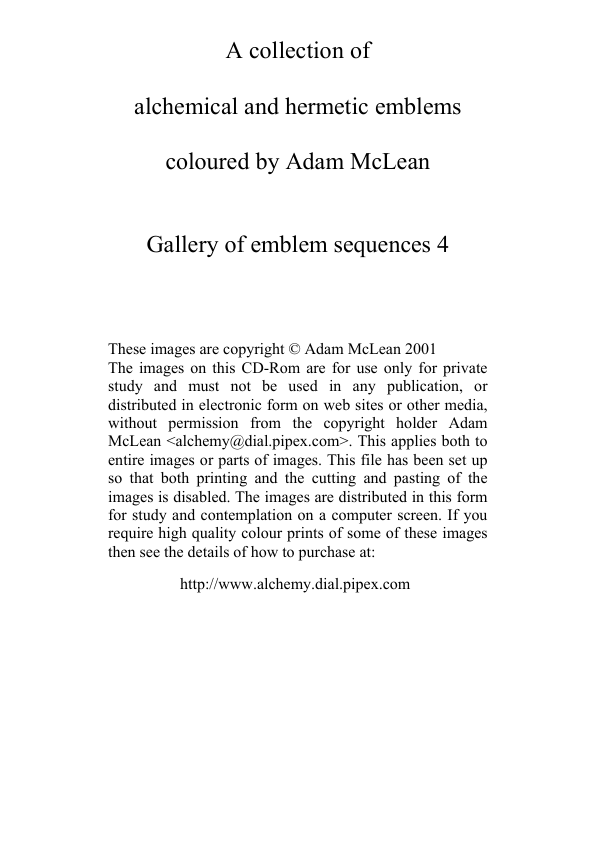 A collection of
alchemical and hermetic emblems
coloured by Adam McLean
Gallery of emblem sequences 4
These images are copyright © Adam McLean 2001
The images on this CD-Rom are for use only for private
study and must not be used in any publication, or
distributed in electronic form on web sites or other media,
without permission from the copyright holder Adam
McLean <alchemy@dial.pipex.com>. This applies both to
entire images or parts of images. This file has been set up
so that both printing and the cutting and pasting of the
images is disabled. The images are distributed in this form
for study and contemplation on a computer screen. If you
require high quality colour prints of some of these images
then see the details of how to purchase at:
http://www.alchemy.dial.pipex.com